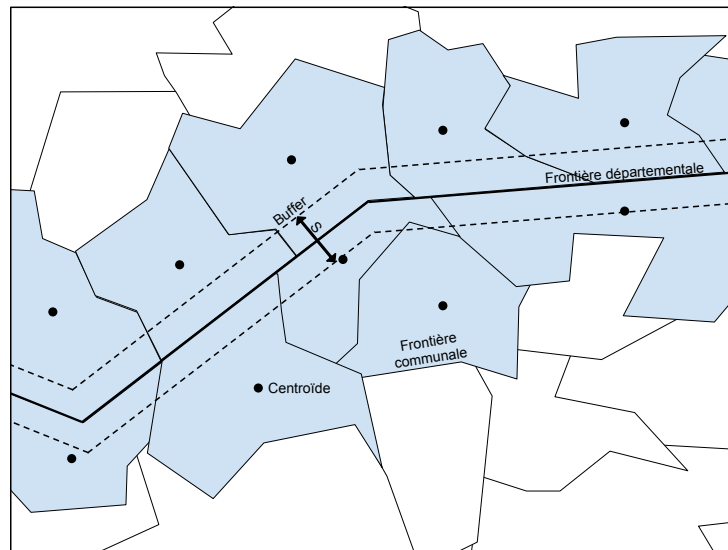 Frontière départementale
Buffer
S
Frontière
communale
Centroïde